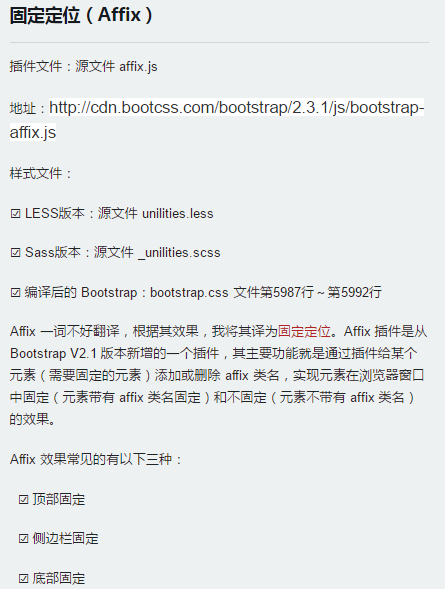 固定定位（Affix）
插件文件：源文件 affix.js
地址：http://cdn.bootcss.com/bootstrap/2.3.1/js/bootstrap-
affix.js
样式文件：
☑ LESS版本：源文件 unilities.less
☑ Sass版本：源文件 _unilities.scss
☑ 编译后的 Bootstrap：bootstrap.css 文件第5987行～第5992行
Affix 一词不好翻译，根据其效果，我将其译为固定定位。Affix 插件是从
Bootstrap V2.1 版本新增的一个插件，其主要功能就是通过插件给某个
元素（需要固定的元素）添加或删除 affix 类名，实现元素在浏览器窗口
中固定（元素带有 affix 类名固定）和不固定（元素不带有 affix 类名）
的效果。
Affix 效果常见的有以下三种：
☑ 顶部固定
☑ 侧边栏固定
☑ 底部固定